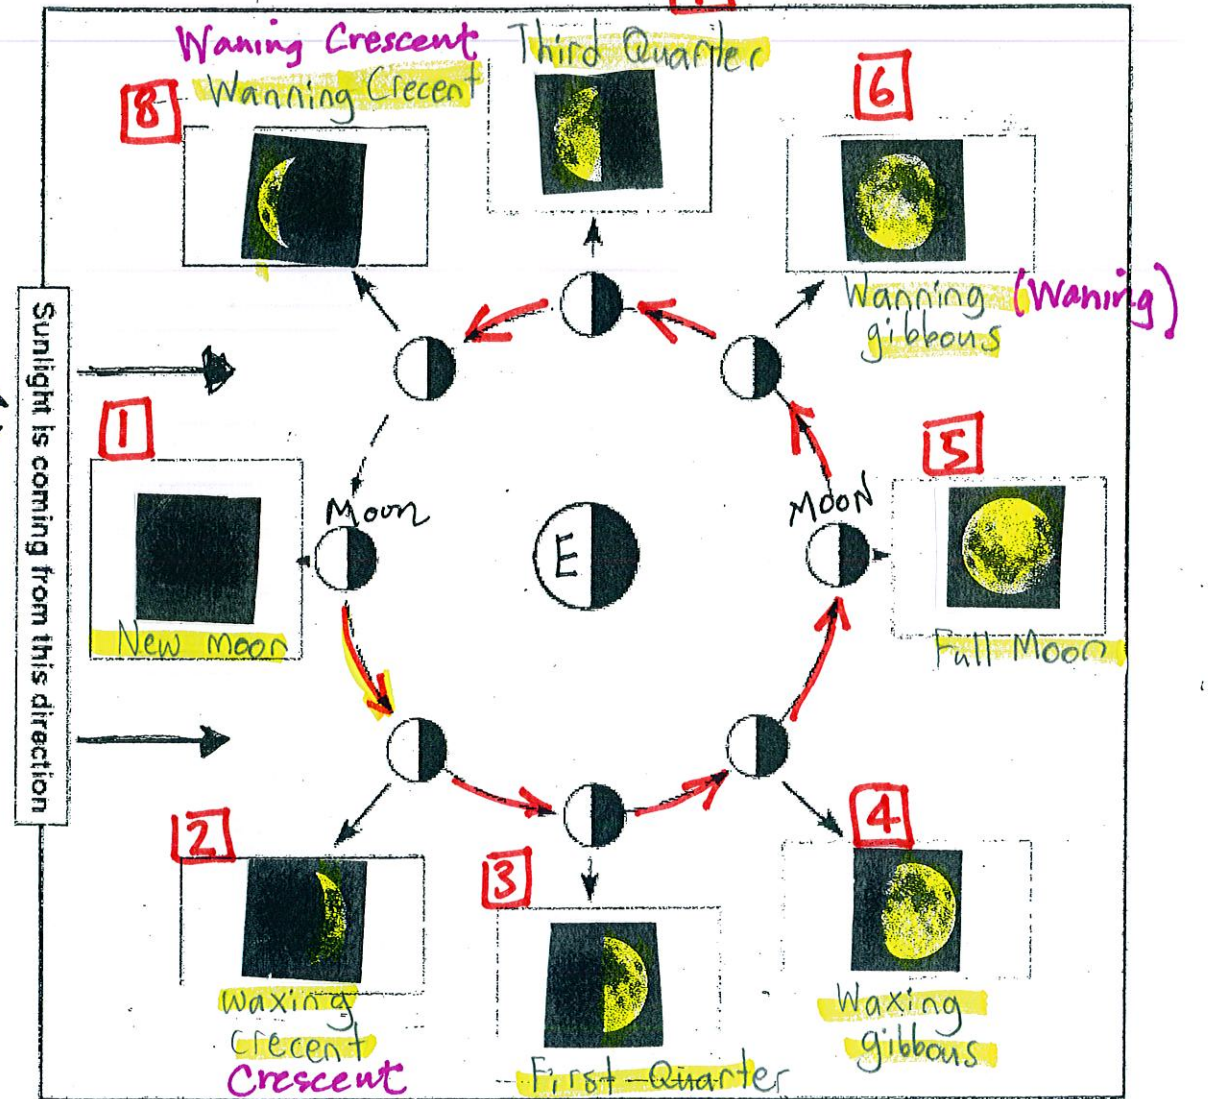 Waning Crescent
Wanning Crecent
8
Third Quarter
6
Wanning (Waning)
gibbous
Sunlight is coming from this direction
1
New moon
Moon
E
MOON
5
Full Moon
2
waxing
crecent
Crescent
3
First Quarter
4
Waxing
gibbous